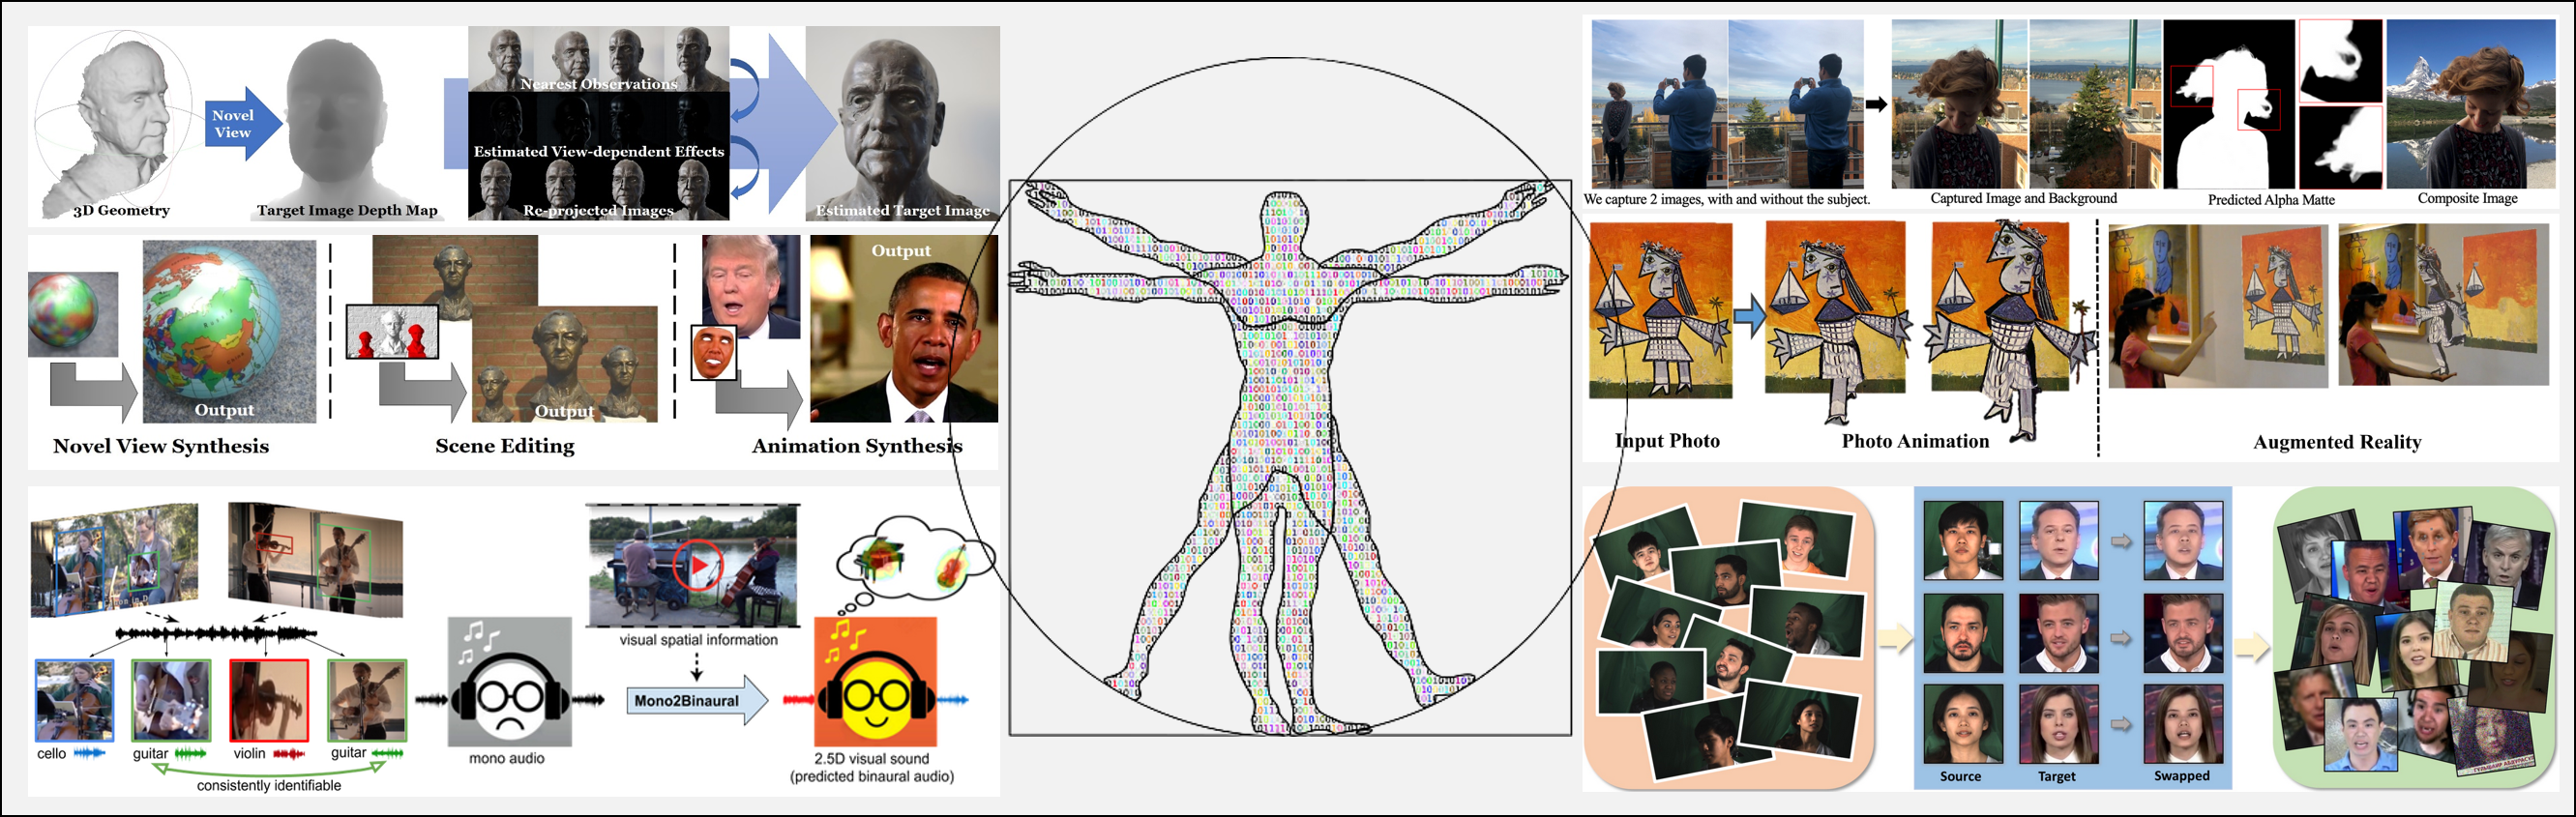 Novel
View
3D Geometry
Target Image Depth Map
Nearest Observations
Estimated View-dependent Effects
Re-projected Images
Estimated Target Image
Output
Output
Output
Novel View Synthesis
Scene Editing
Animation Synthesis
cello
guitar
violin
guitar
consistently identifiable
mono audio
visual spatial information
Mono2Binaural
2.5D visual sound
(predicted binaural audio)
We capture 2 images, with and without the subject.
Captured Image and Background
Predicted Alpha Matte
Composite Image
Input Photo
Photo Animation
Augmented Reality
Source
Target
Swapped